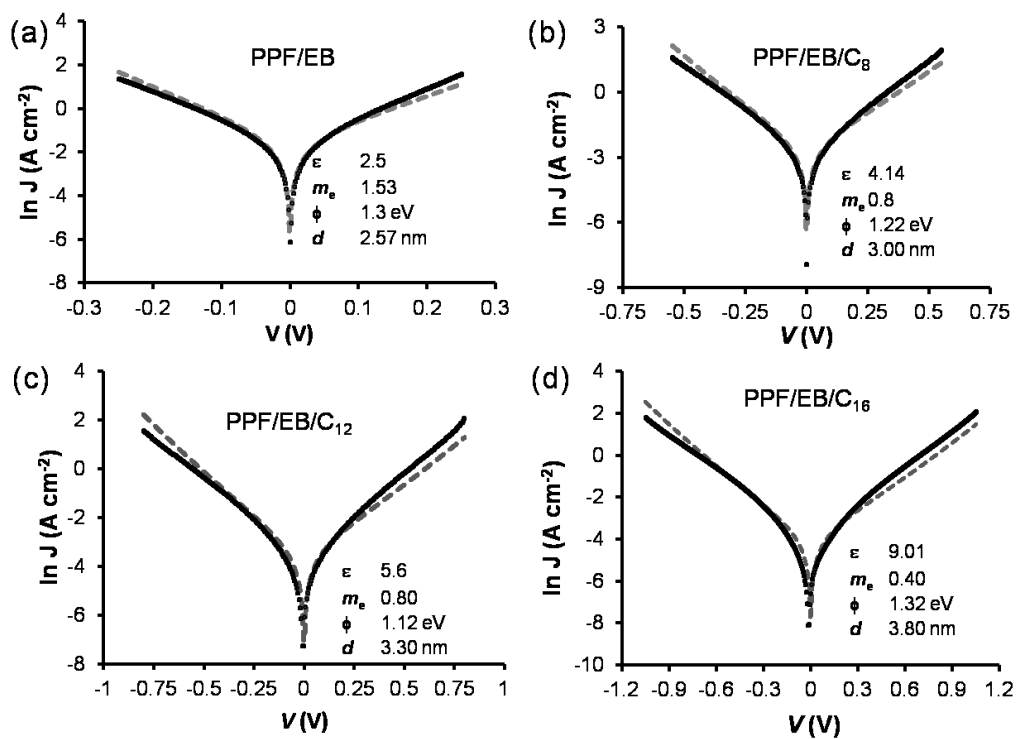 (a)
PPF/EB
ln J (A cm⁻²)
4
2
0
-2
-4
-6
-8
ε 2.5
mₑ 1.53
ϕ 1.3 eV
d 2.57 nm
-0.3 -0.2 -0.1 0 0.1 0.2 0.3
V (V)
(b)
PPF/EB/C₈
ln J (A cm⁻²)
3
0
-3
-6
-9
ε 4.14
mₑ 0.8
ϕ 1.22 eV
d 3.00 nm
-0.75 -0.5 -0.25 0 0.25 0.5 0.75
V (V)
(c)
PPF/EB/C₁₂
ln J (A cm⁻²)
4
2
0
-2
-4
-6
-8
ε 5.6
mₑ 0.80
ϕ 1.12 eV
d 3.30 nm
-1 -0.75 -0.5 -0.25 0 0.25 0.5 0.75 1
V (V)
(d)
PPF/EB/C₁₆
ln J (A cm⁻²)
4
2
0
-2
-4
-6
-8
-10
ε 9.01
mₑ 0.40
ϕ 1.32 eV
d 3.80 nm
-1.2 -0.9 -0.6 -0.3 0 0.3 0.6 0.9 1.2
V (V)